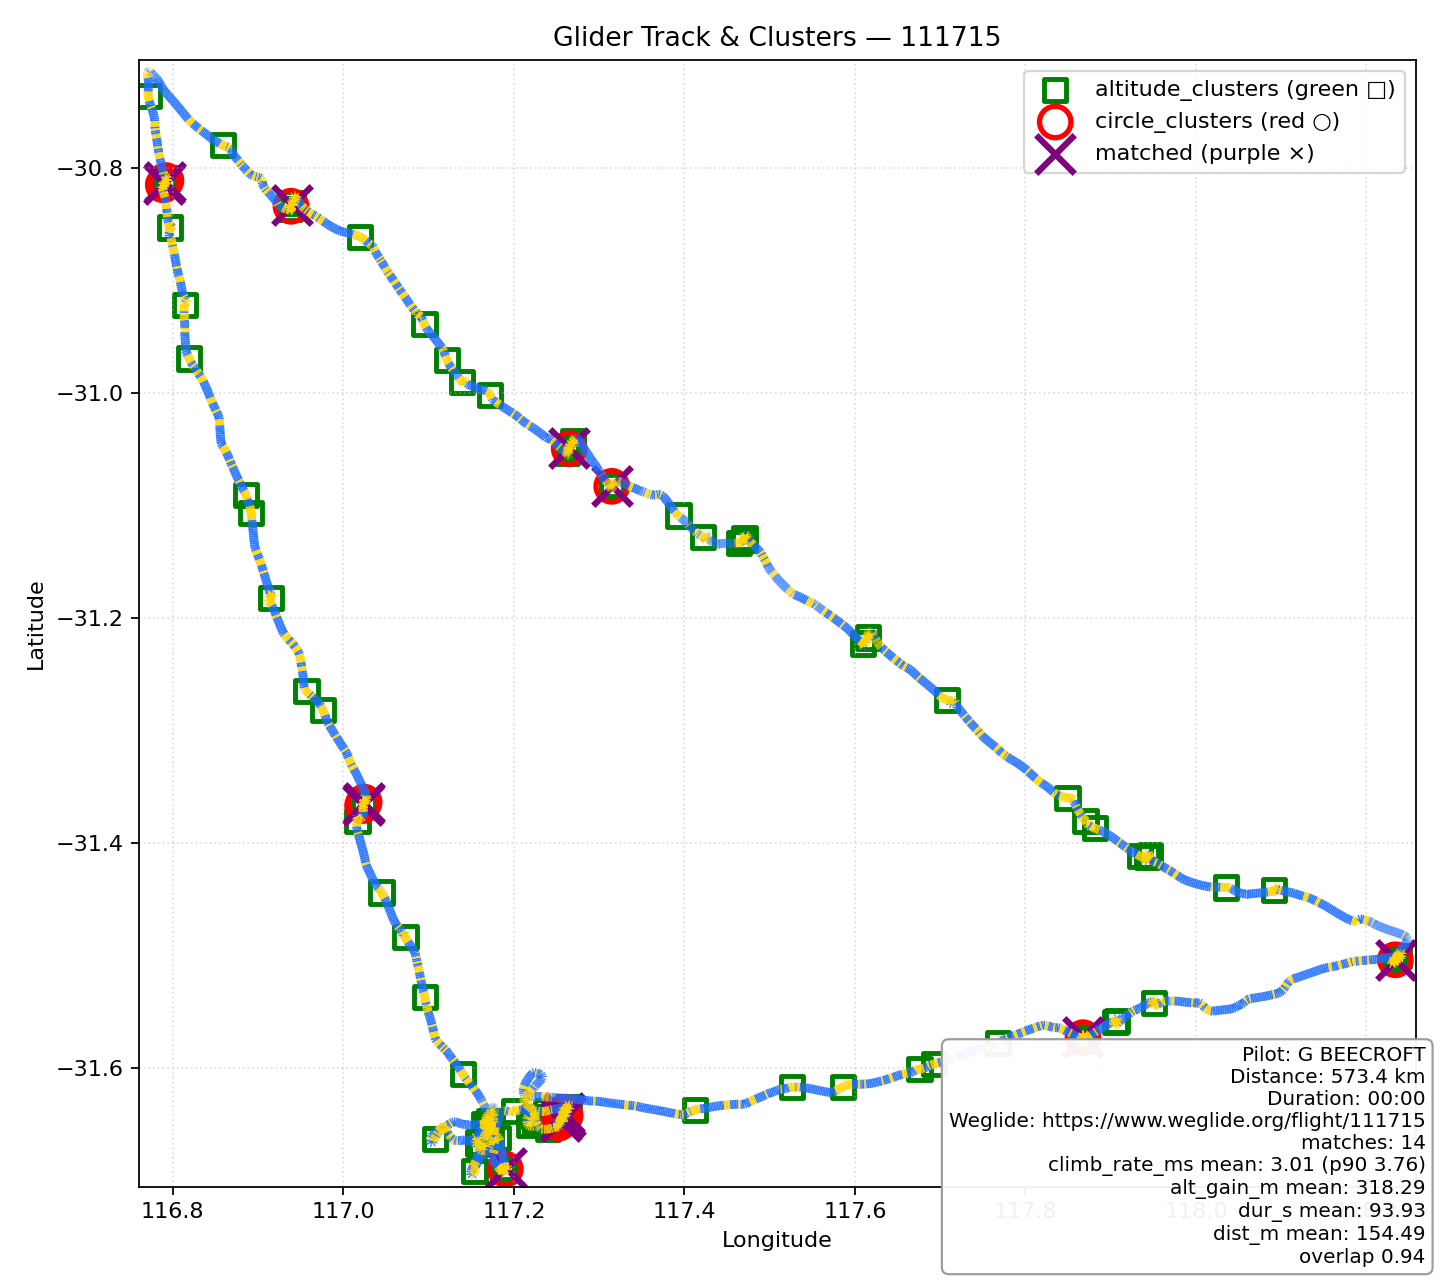 Glider Track & Clusters — 111715
altitude_clusters (green □)
circle_clusters (red ○)
matched (purple ×)
−30.8
−31.0
−31.2
−31.4
−31.6
Latitude
116.8
117.0
117.2
117.4
117.6
117.8
118.0
Longitude
Pilot: G BEECROFT
Distance: 573.4 km
Duration: 00:00
Weglide: https://www.weglide.org/flight/111715
matches: 14
climb_rate_ms mean: 3.01 (p90 3.76)
alt_gain_m mean: 318.29
dur_s mean: 93.93
dist_m mean: 154.49
overlap 0.94